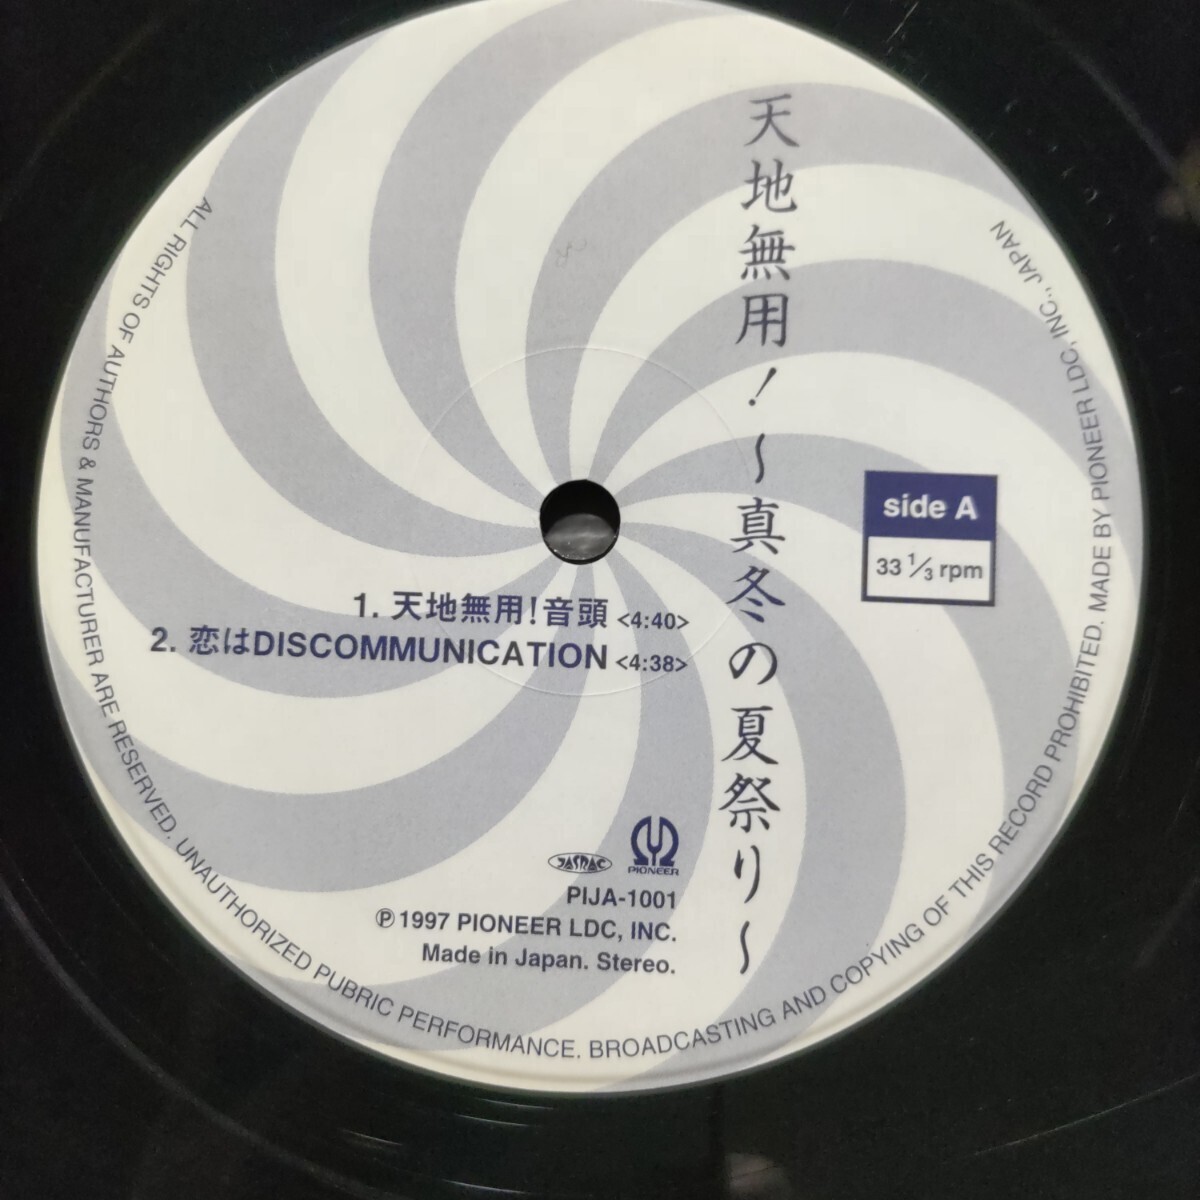 天地無用！～真冬の夏祭り～
side A
33 1/3 rpm
1. 天地無用！音頭 <4:40>
2. 恋はDISCOMMUNICATION <4:38>
JASRAC
PIONEER
PIJA-1001
Ⓟ1997 PIONEER LDC, INC.
Made in Japan. Stereo.
ALL RIGHTS OF AUTHORS & MANUFACTURER ARE RESERVED. UNAUTHORIZED PUBRIC PERFORMANCE. BROADCASTING AND COPYING OF THIS RECORD PROHIBITED. MADE BY PIONEER LDC, INC., JAPAN